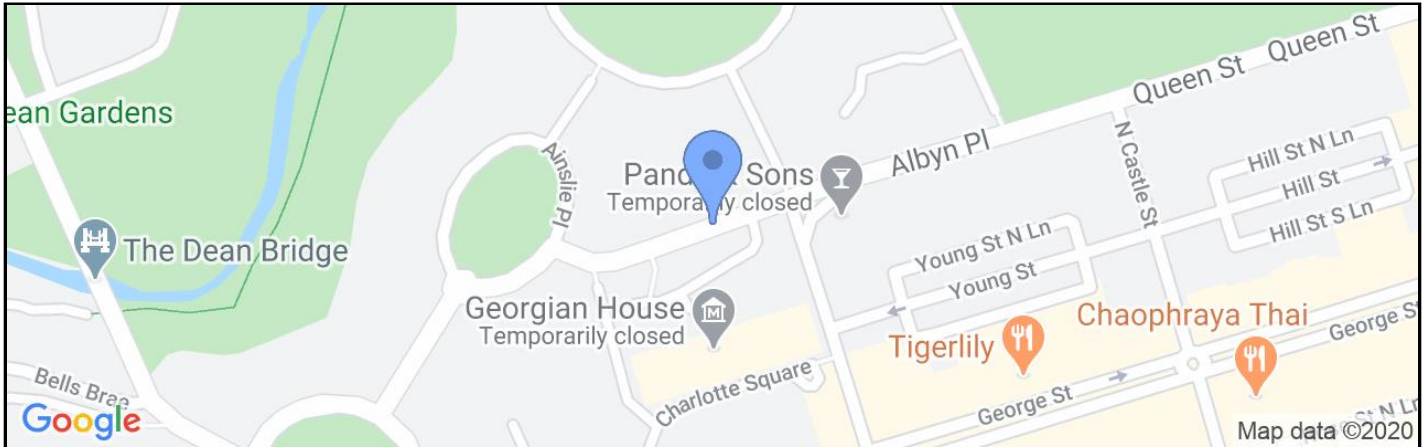 Queen St
Queen St
ean Gardens
Albyn Pl
N Castle St
Hill St N Ln
Hill St
Hill St S Ln
Ainslie Pl
Sons
Temporarily closed
The Dean Bridge
Young St N Ln
Young St
Georgian House
Temporarily closed
Tigerlily
Chaophraya Thai
George St
Charlotte Square
George St
Bells Brae
Google
Map data ©2020